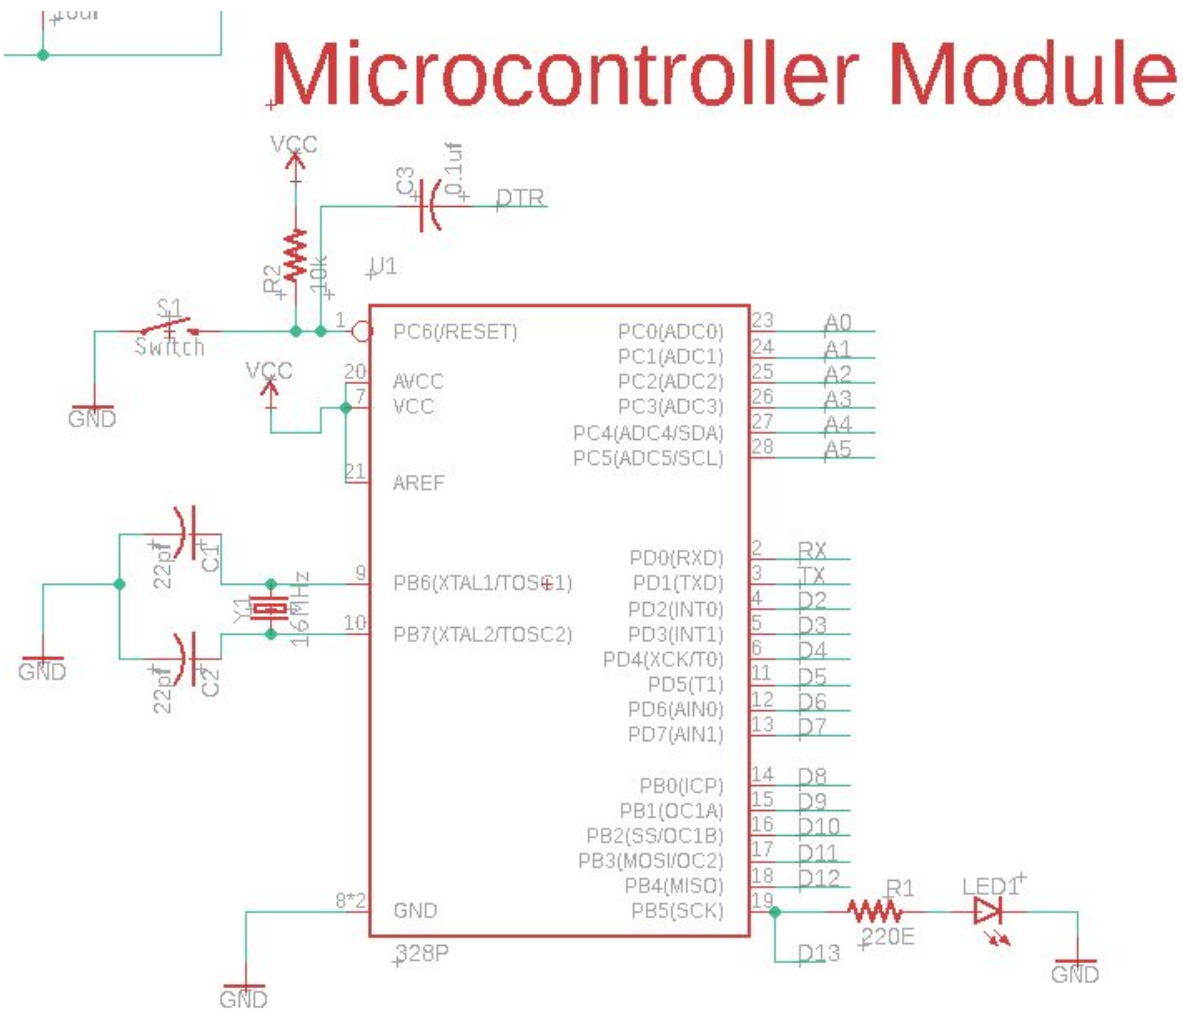 Microcontroller Module
VCC
C3
0.1uf
DTR
R2
10k
U1
S1
Switch
GND
VCC
1
PC6(/RESET)
20
AVCC
7
VCC
21
AREF
22pf
C1
22pf
C2
GND
Y1
16MHz
9
PB6(XTAL1/TOSC1)
10
PB7(XTAL2/TOSC2)
8*2
GND
GND
328P
PC0(ADC0) 23 A0
PC1(ADC1) 24 A1
PC2(ADC2) 25 A2
PC3(ADC3) 26 A3
PC4(ADC4/SDA) 27 A4
PC5(ADC5/SCL) 28 A5
PD0(RXD) 2 RX
PD1(TXD) 3 TX
PD2(INT0) 4 D2
PD3(INT1) 5 D3
PD4(XCK/T0) 6 D4
PD5(T1) 11 D5
PD6(AIN0) 12 D6
PD7(AIN1) 13 D7
PB0(ICP) 14 D8
PB1(OC1A) 15 D9
PB2(SS/OC1B) 16 D10
PB3(MOSI/OC2) 17 D11
PB4(MISO) 18 D12
PB5(SCK) 19
D13
R1
220E
LED1
GND